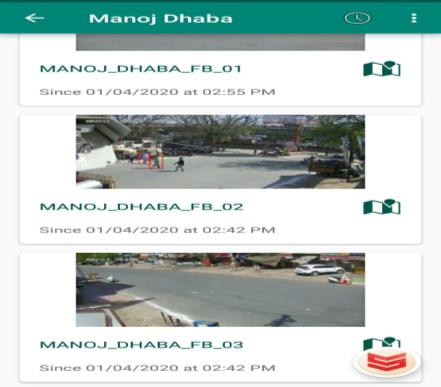 Manoj Dhaba
MANOJ_DHABA_FB_01
Since 01/04/2020 at 02:55 PM
MANOJ_DHABA_FB_02
Since 01/04/2020 at 02:42 PM
MANOJ_DHABA_FB_03
Since 01/04/2020 at 02:42 PM